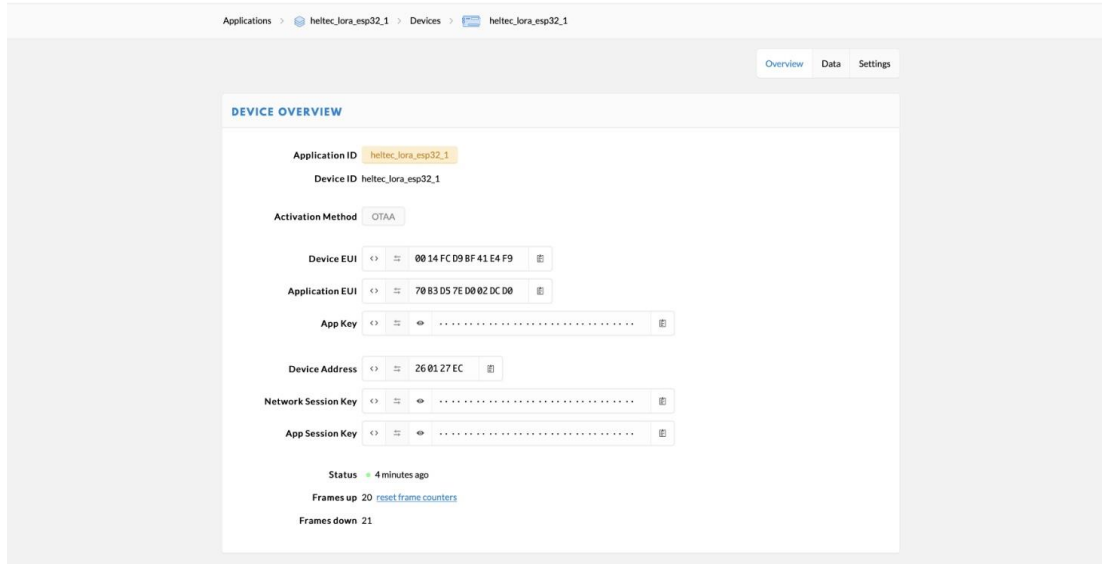 Applications > heltec_lora_esp32_1 > Devices > heltec_lora_esp32_1
Overview Data Settings
DEVICE OVERVIEW
Application ID heltec_lora_esp32_1
Device ID heltec_lora_esp32_1
Activation Method OTAA
Device EUI <> 00 14 FC D9 BF 41 E4 F9
Application EUI <> 70 B3 D5 7E D0 02 DC D0
App Key <> ................................
Device Address <> 26 01 27 EC
Network Session Key <> ................................
App Session Key <> ................................
Status 4 minutes ago
Frames up 20 reset frame counters
Frames down 21